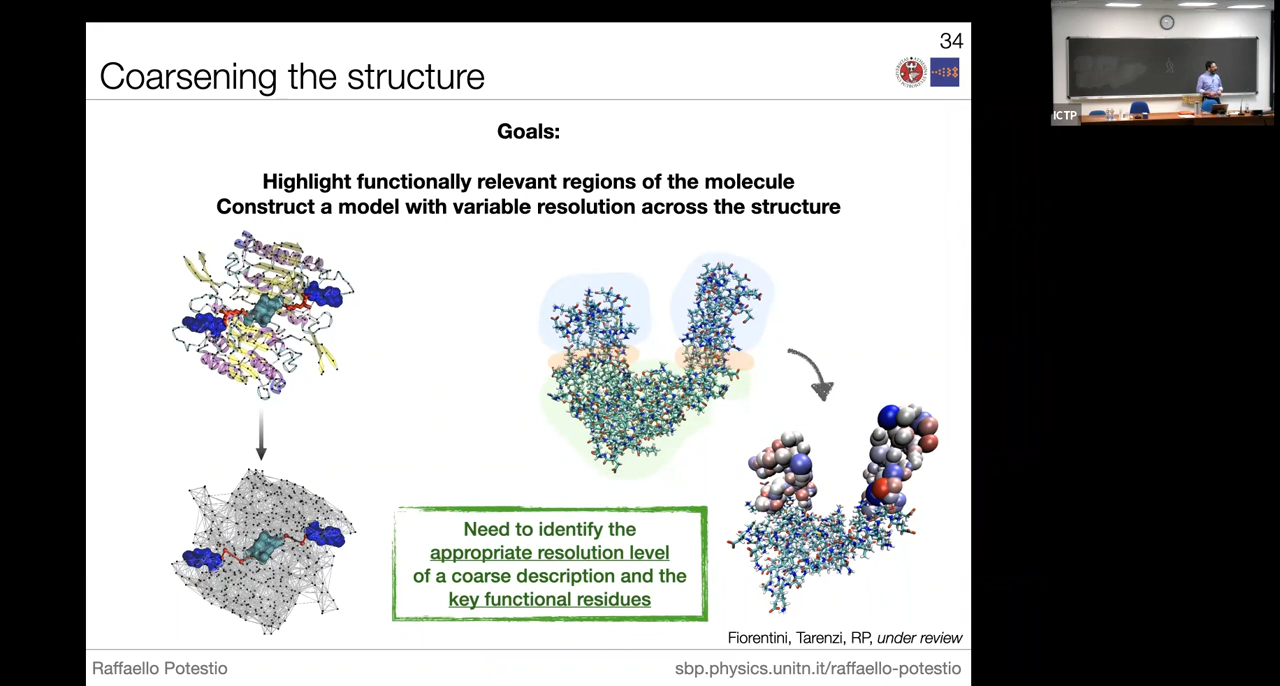 34
Coarsening the structure
Goals:
Highlight functionally relevant regions of the molecule
Construct a model with variable resolution across the structure
Need to identify the
appropriate resolution level
of a coarse description and the
key functional residues
Fiorentini, Tarenzi, RP, under review
Raffaello Potestio
sbp.physics.unitn.it/raffaello-potestio
ICTP